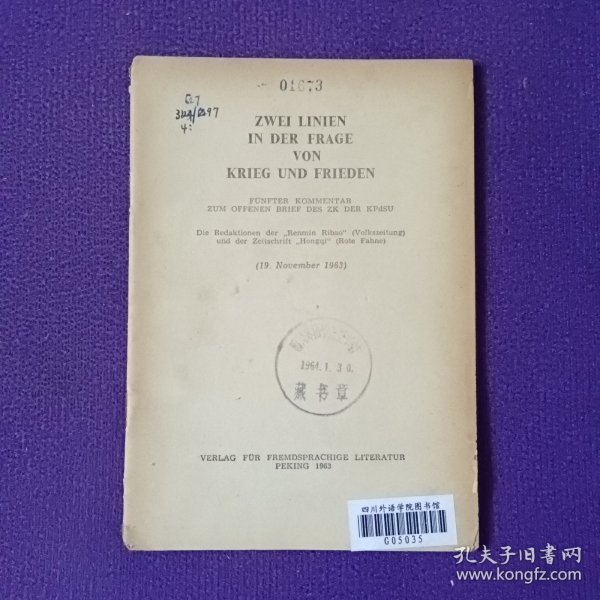 01673
4:
ZWEI LINIEN
IN DER FRAGE
VON
KRIEG UND FRIEDEN
FÜNFTER KOMMENTAR
ZUM OFFENEN BRIEF DES ZK DER KPdSU
Die Redaktionen der „Renmin Ribao" (Volkszeitung)
und der Zeitschrift „Hongqi" (Rote Fahne)
(19. November 1963)
1964.1.30.
藏书章
VERLAG FÜR FREMDSPRACHIGE LITERATUR
PEKING 1963
四川外语学院图书馆
G05035
孔夫子旧书网
www.kongfz.com